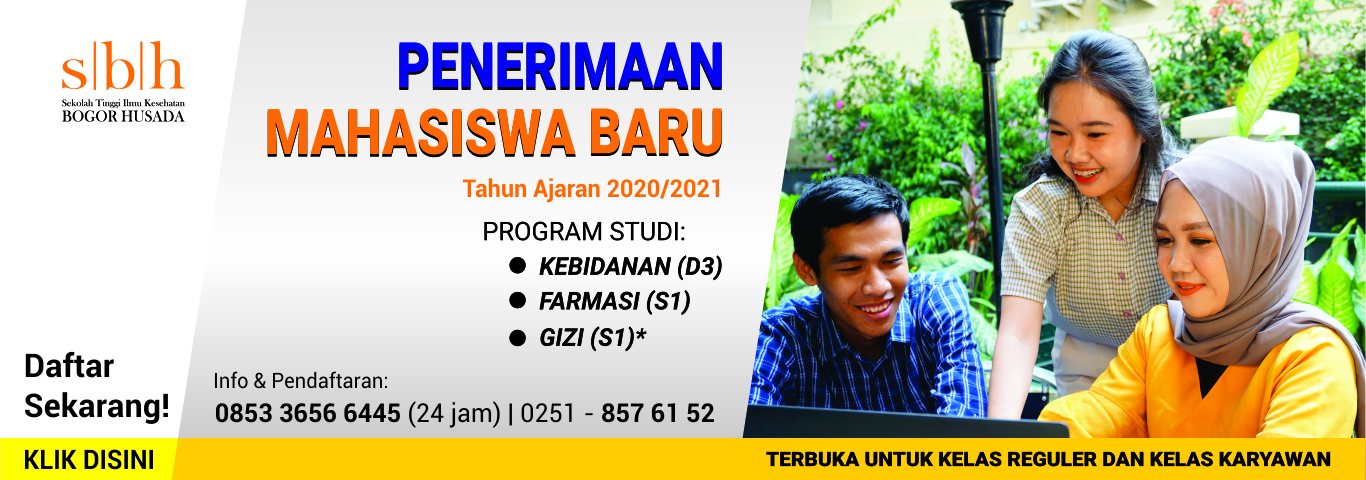 s|b|h
Sekolah Tinggi Ilmu Kesehatan
BOGOR HUSADA
PENERIMAAN
MAHASISWA BARU
Tahun Ajaran 2020/2021
PROGRAM STUDI:
● KEBIDANAN (D3)
● FARMASI (S1)
● GIZI (S1)*
Daftar
Sekarang!
KLIK DISINI
Info & Pendaftaran:
0853 3656 6445 (24 jam) | 0251 - 857 61 52
TERBUKA UNTUK KELAS REGULER DAN KELAS KARYAWAN